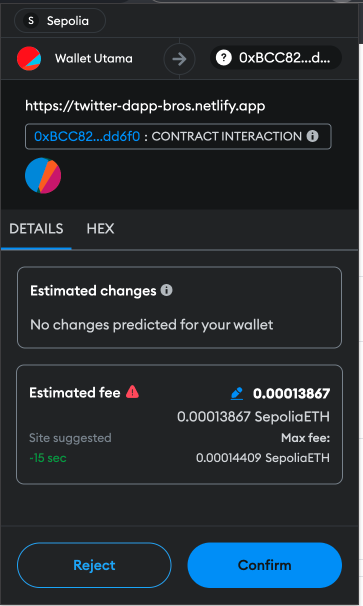 S Sepolia
Wallet Utama
? 0xBCC82...d...
https://twitter-dapp-bros.netlify.app
0xBCC82...dd6f0 : CONTRACT INTERACTION
DETAILS HEX
Estimated changes
No changes predicted for your wallet
Estimated fee 0.00013867
0.00013867 SepoliaETH
Site suggested Max fee:
~15 sec 0.00014409 SepoliaETH
Reject Confirm